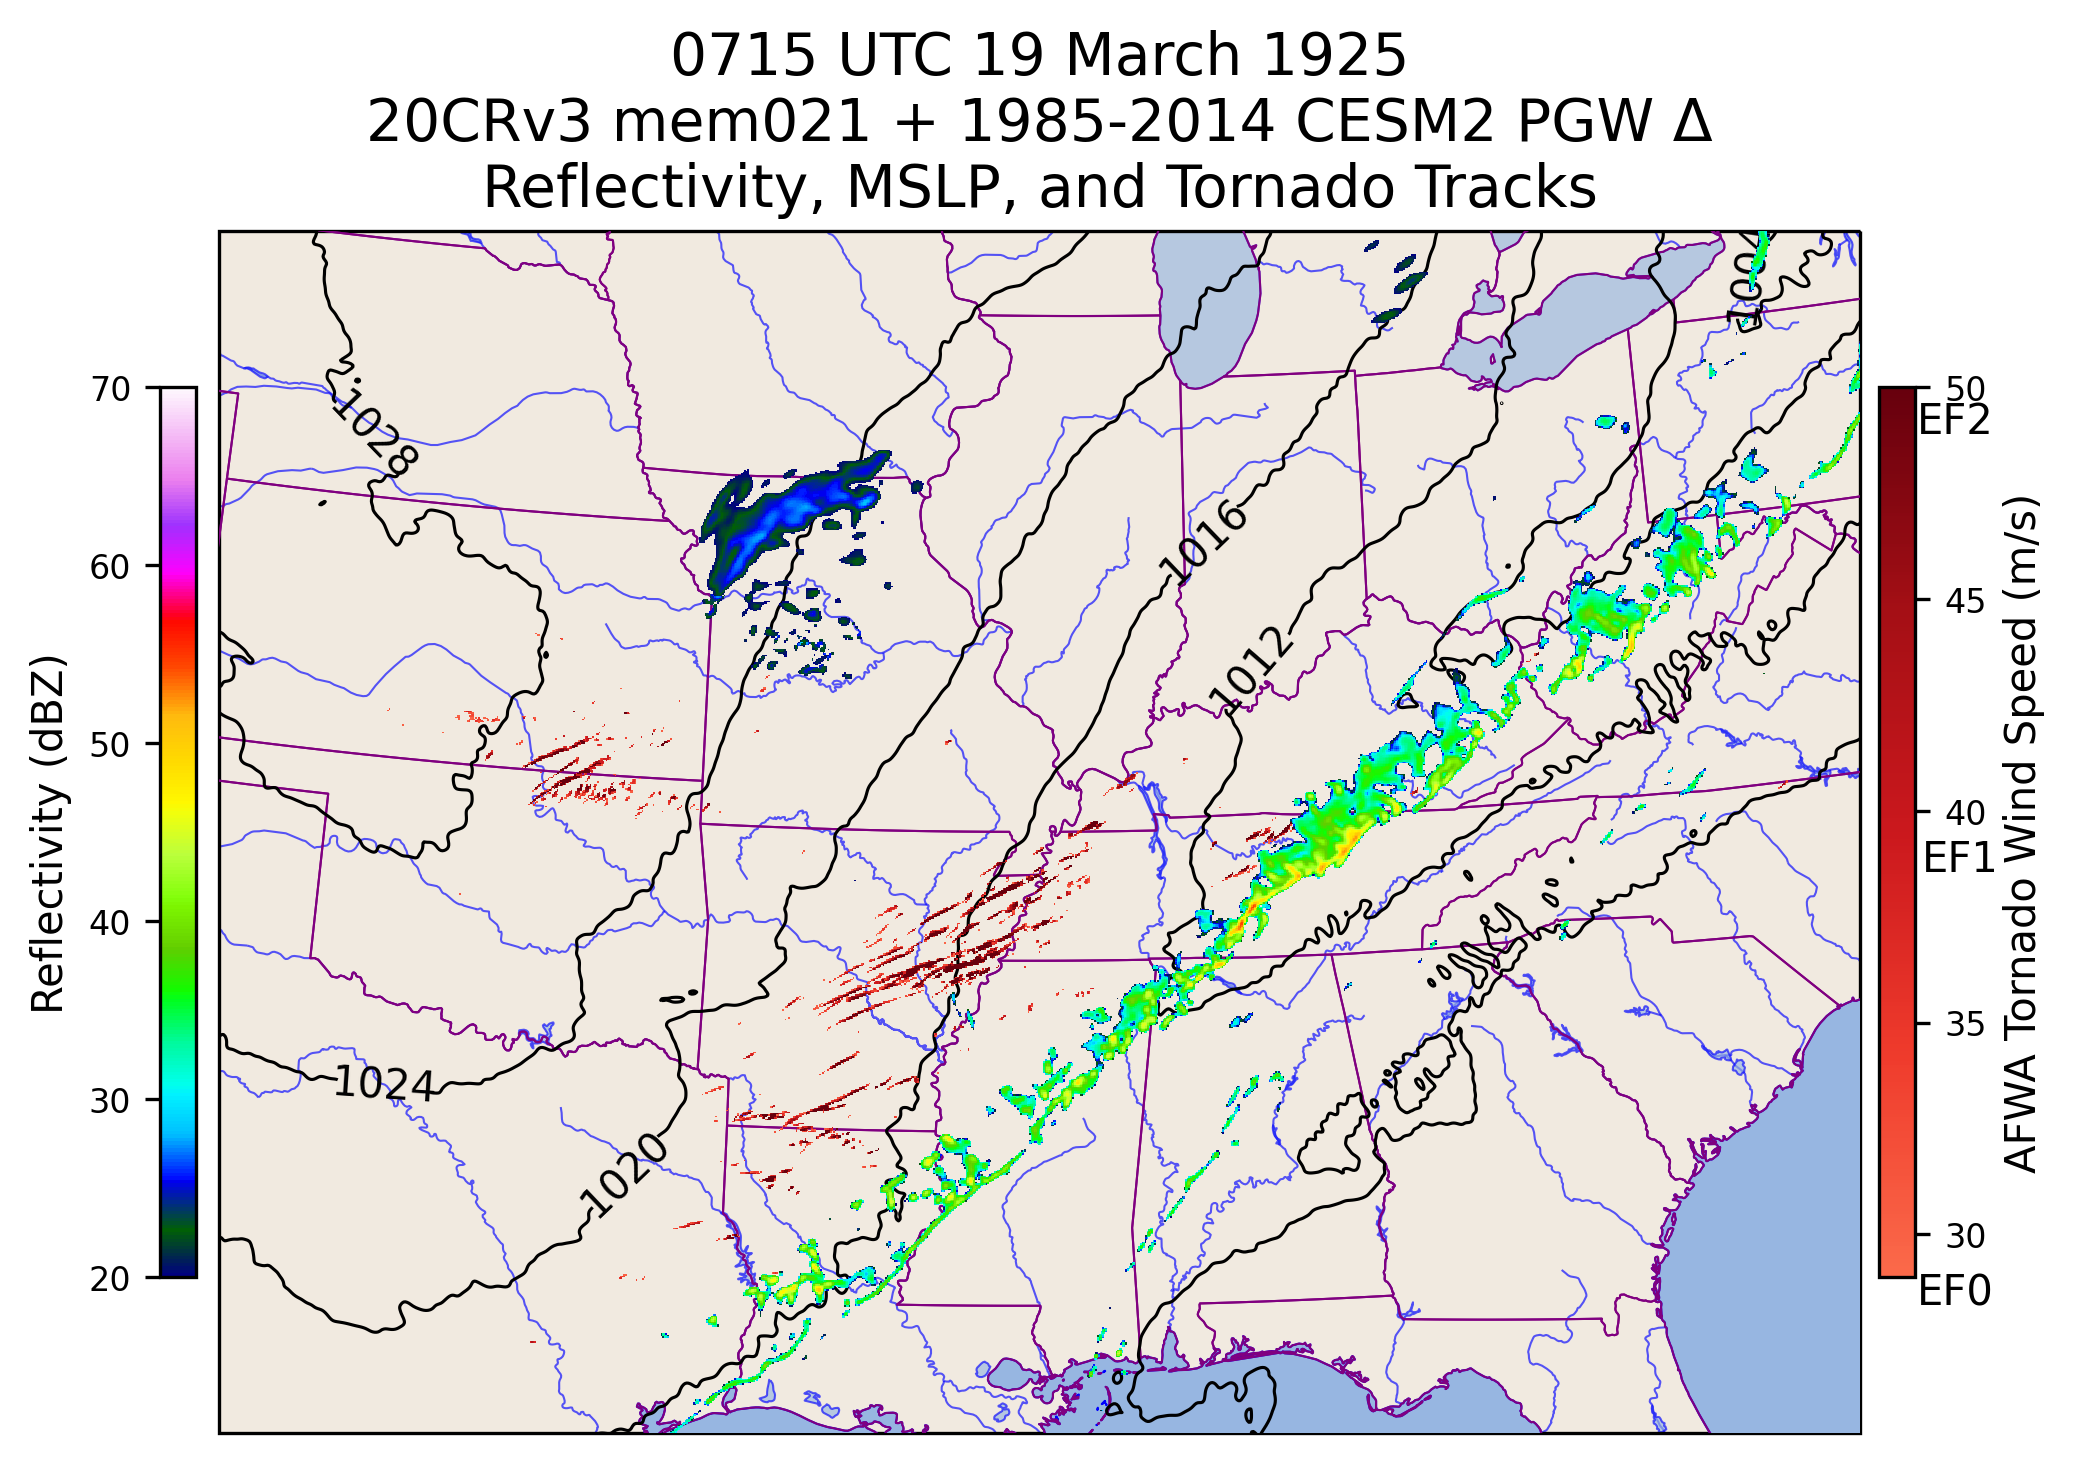 0715 UTC 19 March 1925
20CRv3 mem021 + 1985-2014 CESM2 PGW Δ
Reflectivity, MSLP, and Tornado Tracks
1004
1028
1016
1012
1024
1020
70
60
50
40
30
20
Reflectivity (dBZ)
50
EF2
45
40
EF1
35
30
EF0
AFWA Tornado Wind Speed (m/s)